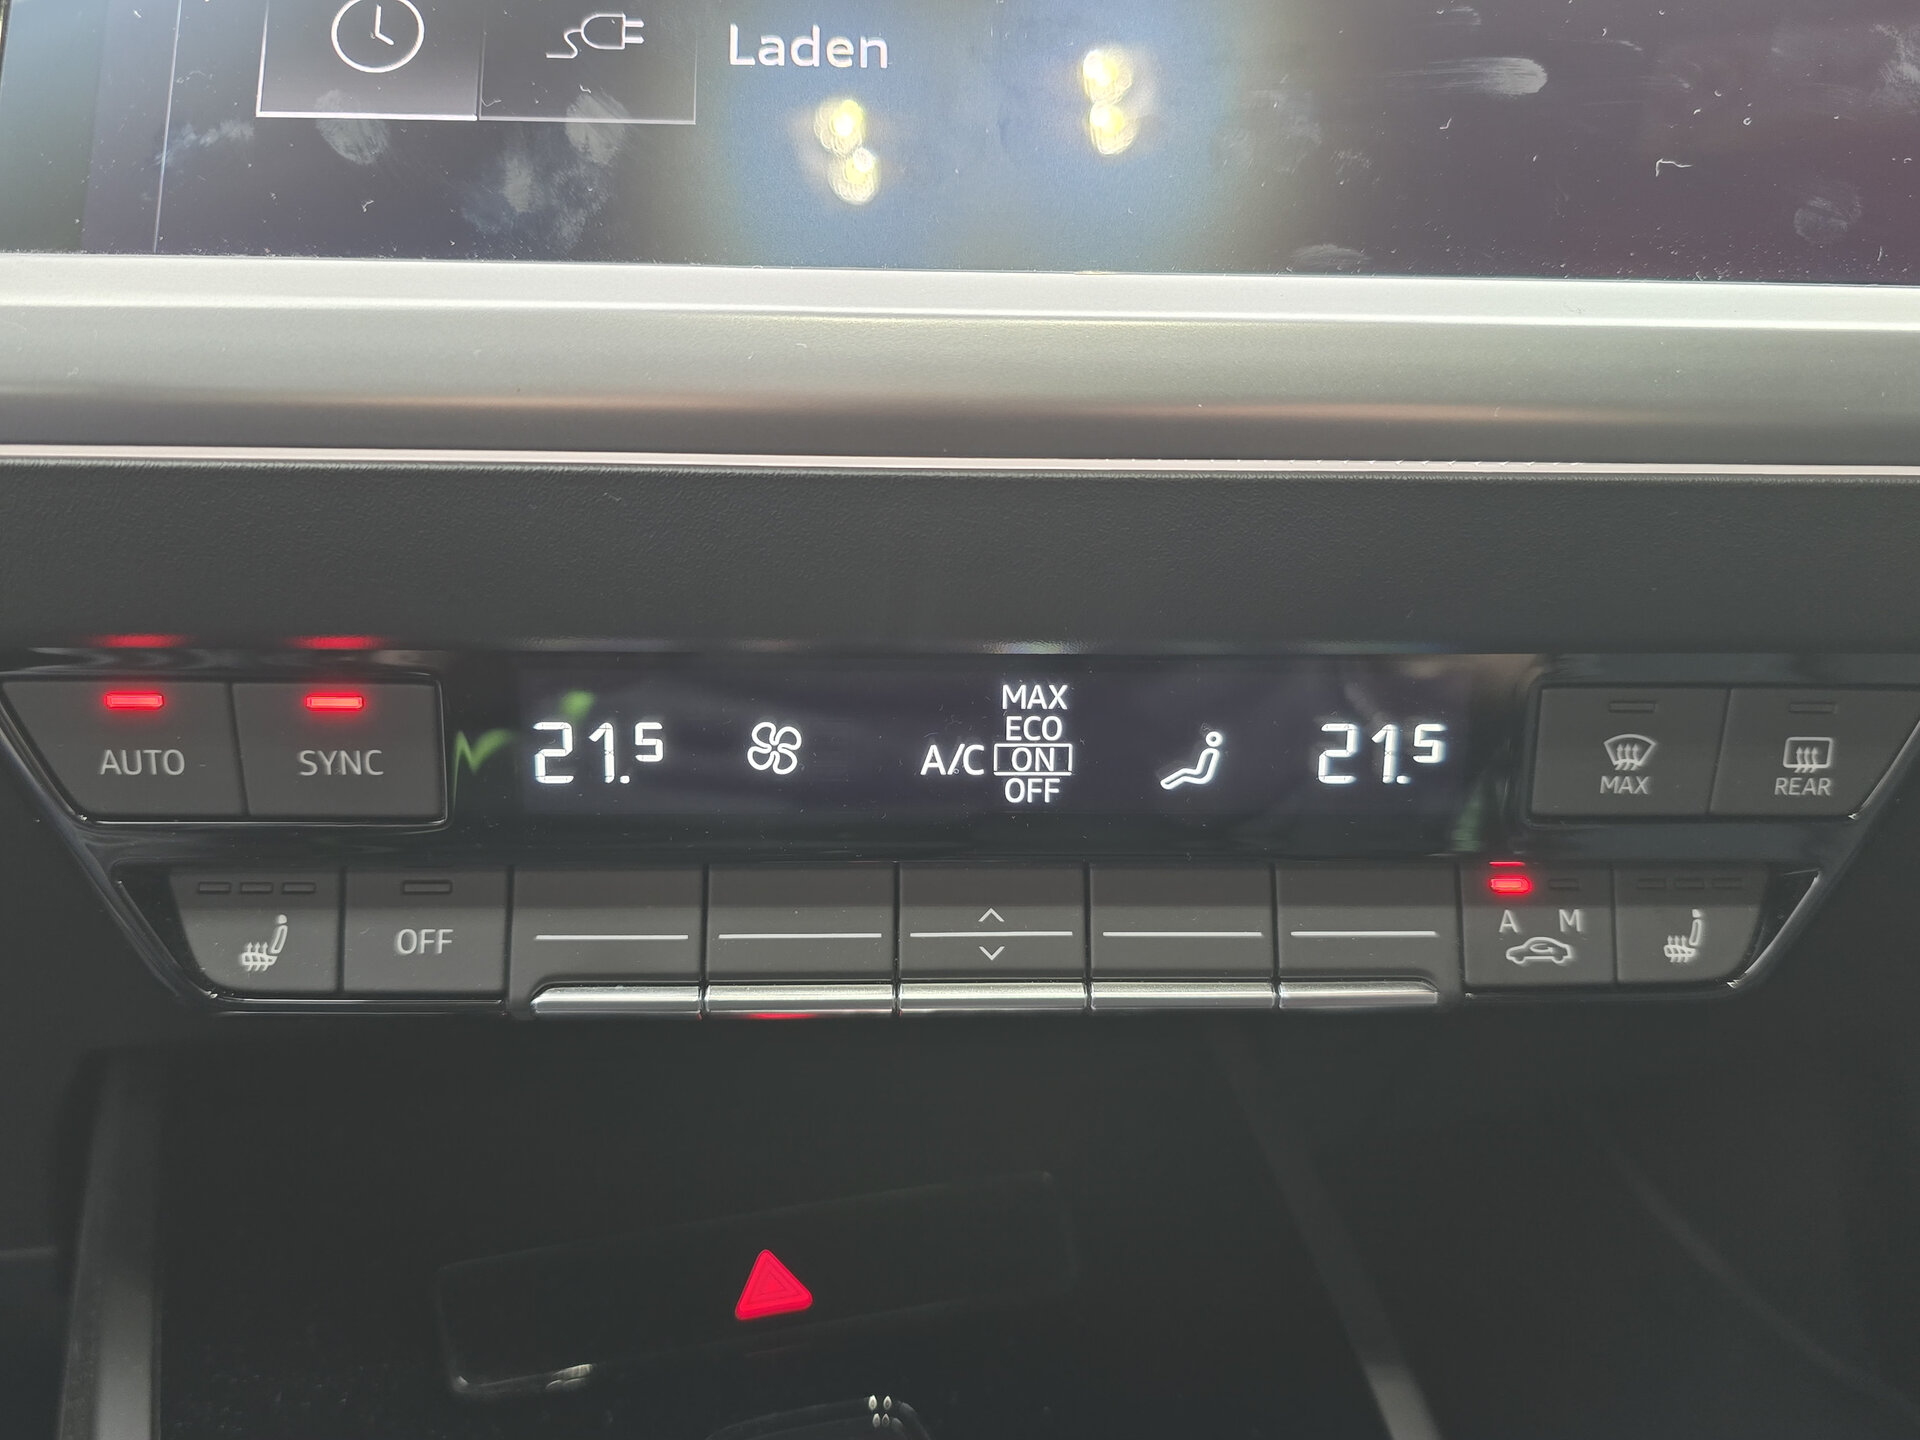 Laden
AUTO
SYNC
21.5
A/C
MAX
ECO
ON
OFF
21.5
MAX
REAR
OFF
A M